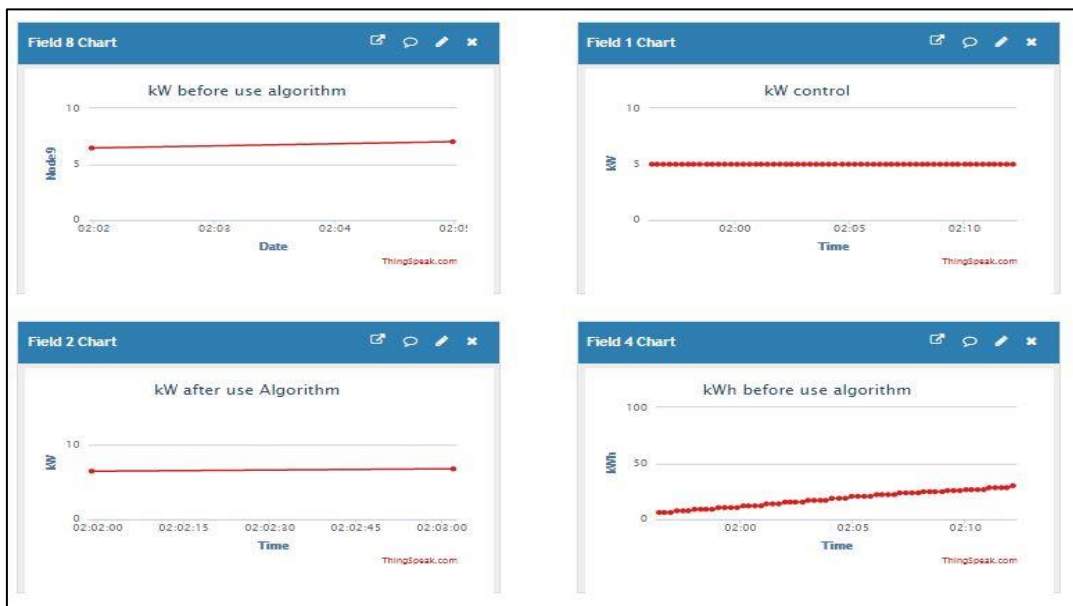 Field 8 Chart
kW before use algorithm
10
5
0
Node9
02:02 02:03 02:04
Date
ThingSpeak.com
Field 1 Chart
kW control
10
5
0
kW
02:00 02:05 02:10
Time
ThingSpeak.com
Field 2 Chart
kW after use Algorithm
10
0
kW
02:02:00 02:02:15 02:02:30 02:02:45 02:03:00
Time
ThingSpeak.com
Field 4 Chart
kWh before use algorithm
100
50
0
kWh
02:00 02:05 02:10
Time
ThingSpeak.com